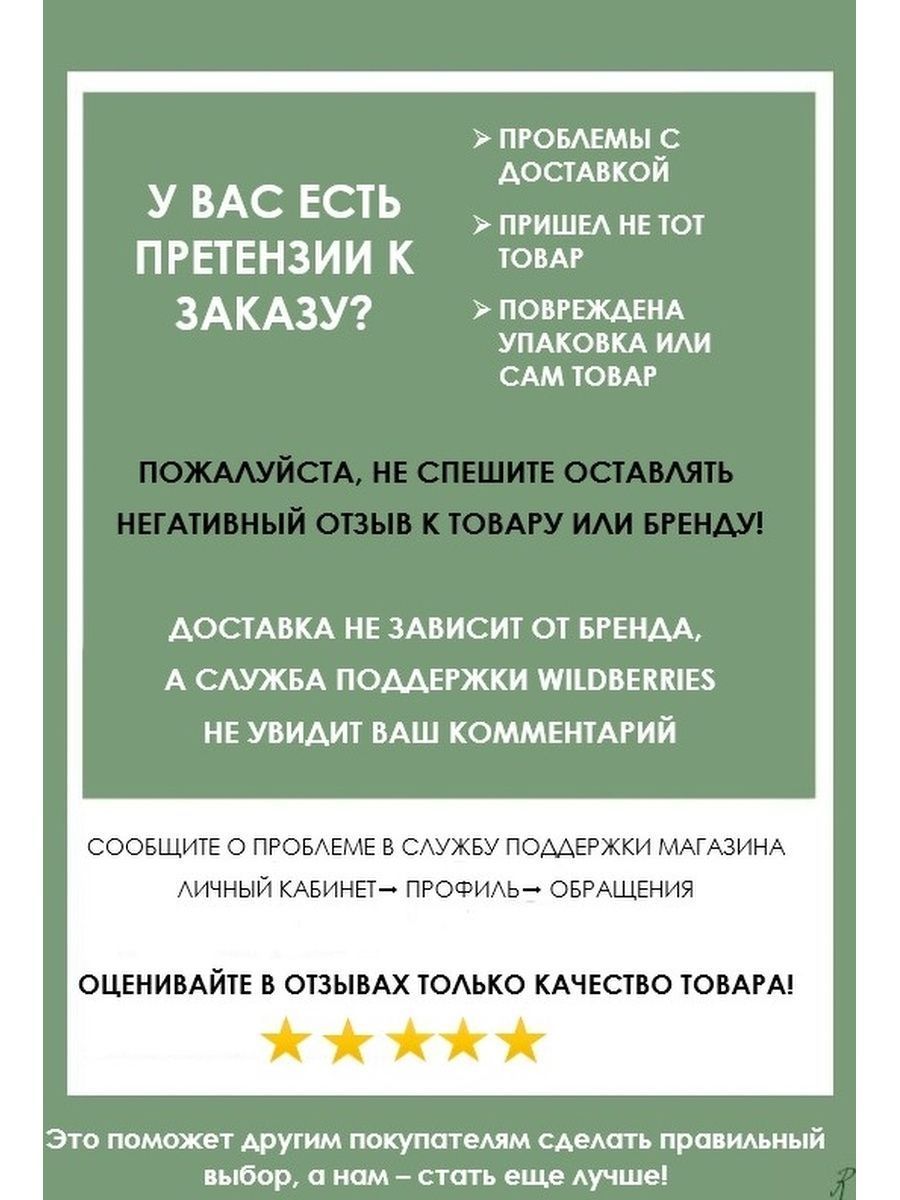 У ВАС ЕСТЬ
ПРЕТЕНЗИИ К
ЗАКАЗУ?
➢ ПРОБЛЕМЫ С
ДОСТАВКОЙ
➢ ПРИШЕЛ НЕ ТОТ
ТОВАР
➢ ПОВРЕЖДЕНА
УПАКОВКА ИЛИ
САМ ТОВАР
ПОЖАЛУЙСТА, НЕ СПЕШИТЕ ОСТАВЛЯТЬ
НЕГАТИВНЫЙ ОТЗЫВ К ТОВАРУ ИЛИ БРЕНДУ!
ДОСТАВКА НЕ ЗАВИСИТ ОТ БРЕНДА,
А СЛУЖБА ПОДДЕРЖКИ WILDBERRIES
НЕ УВИДИТ ВАШ КОММЕНТАРИЙ
СООБЩИТЕ О ПРОБЛЕМЕ В СЛУЖБУ ПОДДЕРЖКИ МАГАЗИНА
ЛИЧНЫЙ КАБИНЕТ→ ПРОФИЛЬ→ ОБРАЩЕНИЯ
ОЦЕНИВАЙТЕ В ОТЗЫВАХ ТОЛЬКО КАЧЕСТВО ТОВАРА!
Это поможет другим покупателям сделать правильный
выбор, а нам – стать еще лучше!